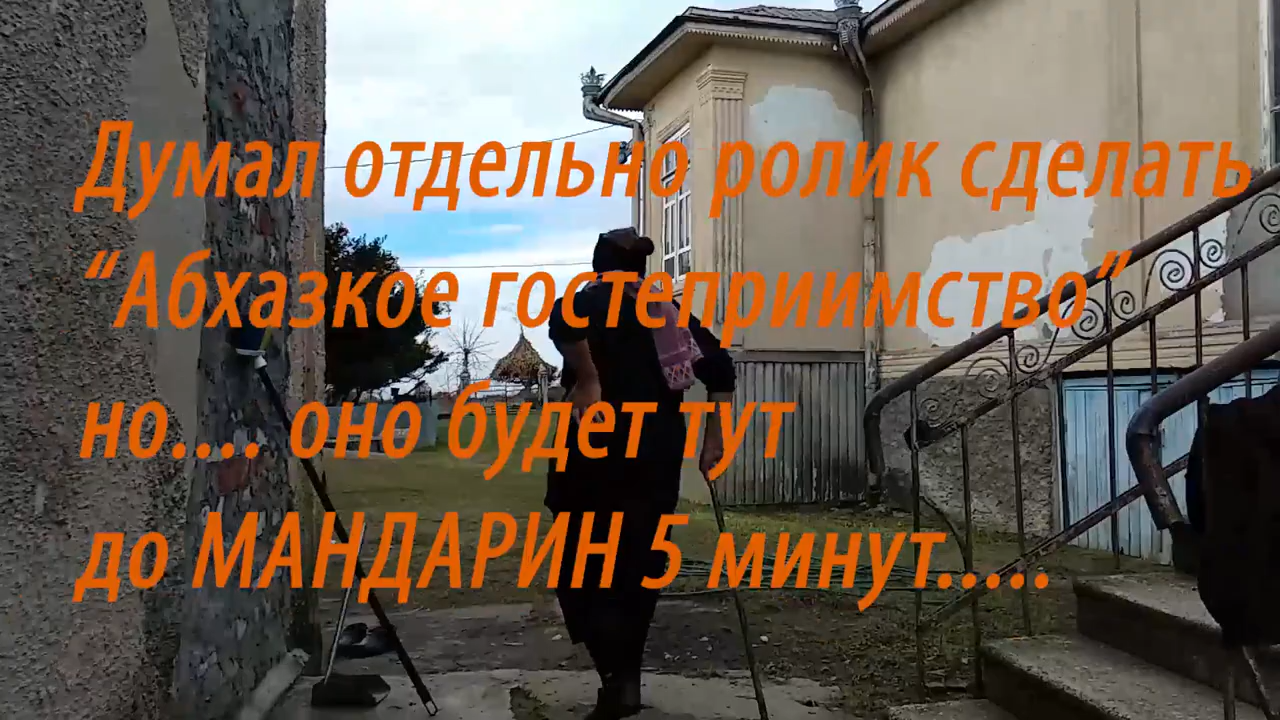 Думал отдельно ролик сделать
“Абхазкое гостеприимство”
но.... оно будет тут
до МАНДАРИН 5 минут.....